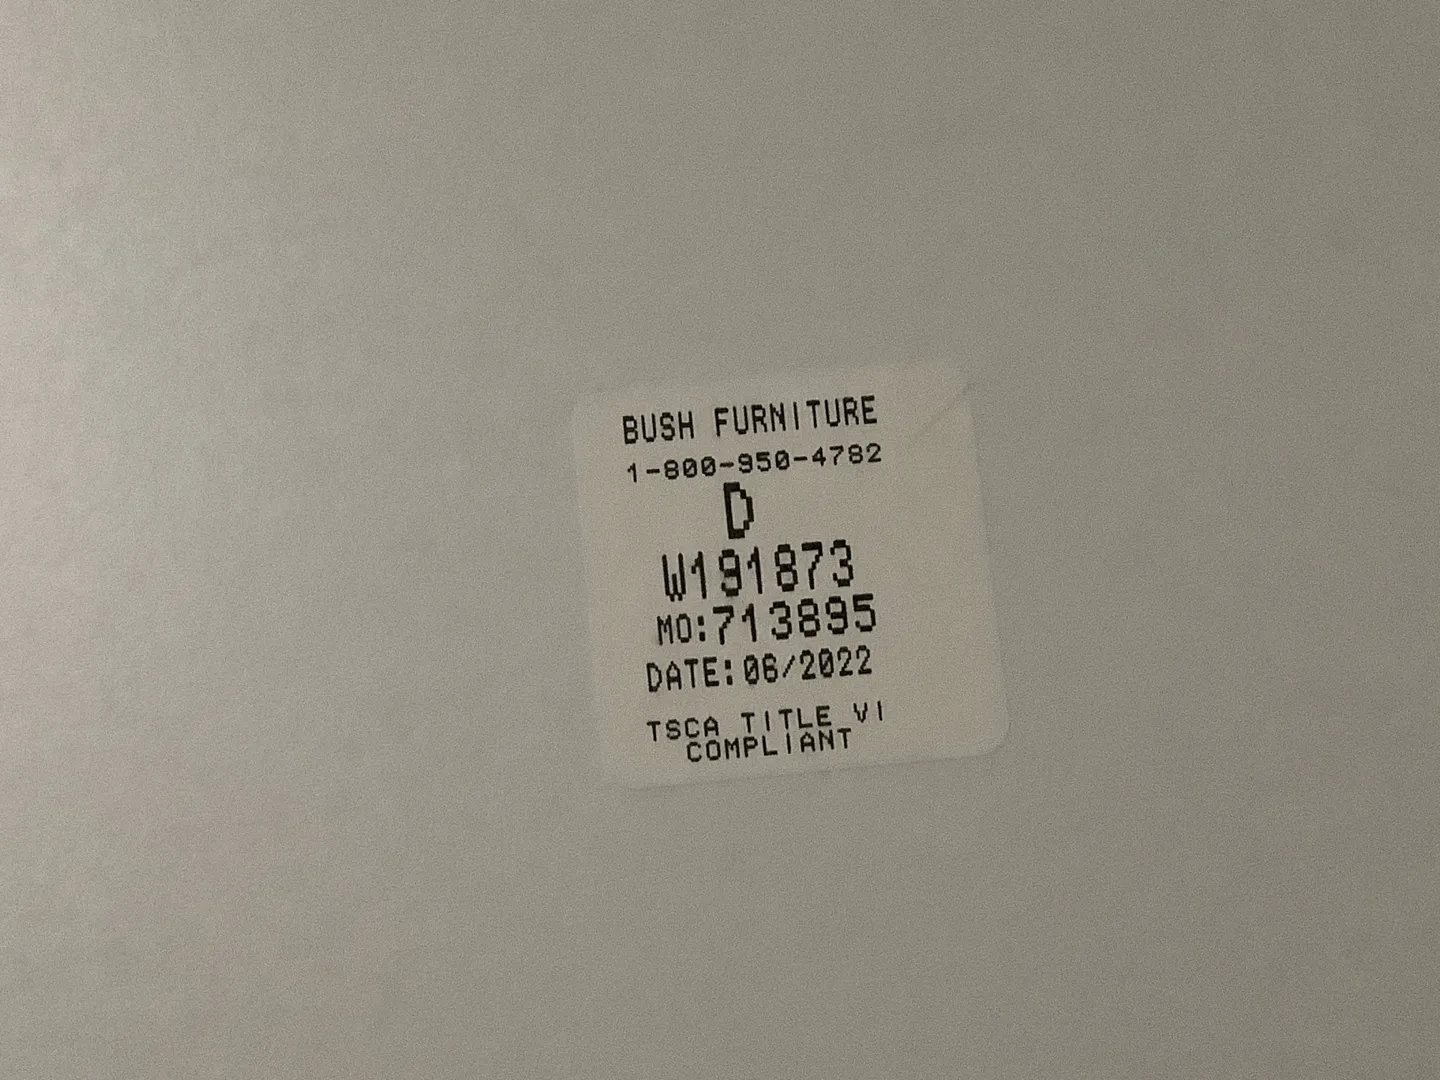 BUSH FURNITURE
1-800-950-4782
D
W191873
MO:713895
DATE:06/2022
TSCA TITLE VI
COMPLIANT